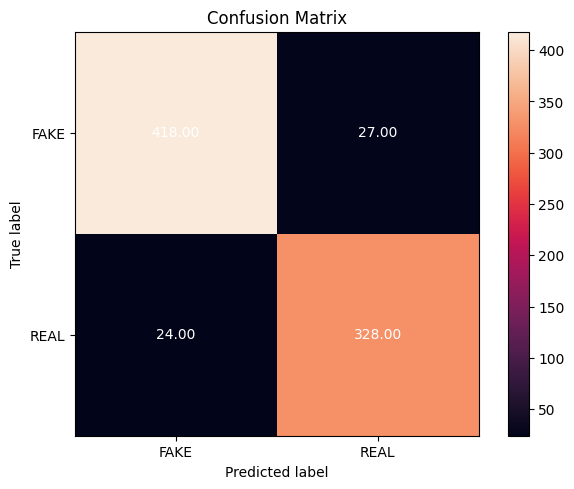 Confusion Matrix
FAKE
418.00
27.00
REAL
24.00
328.00
FAKE
REAL
Predicted label
True label
400
350
300
250
200
150
100
50